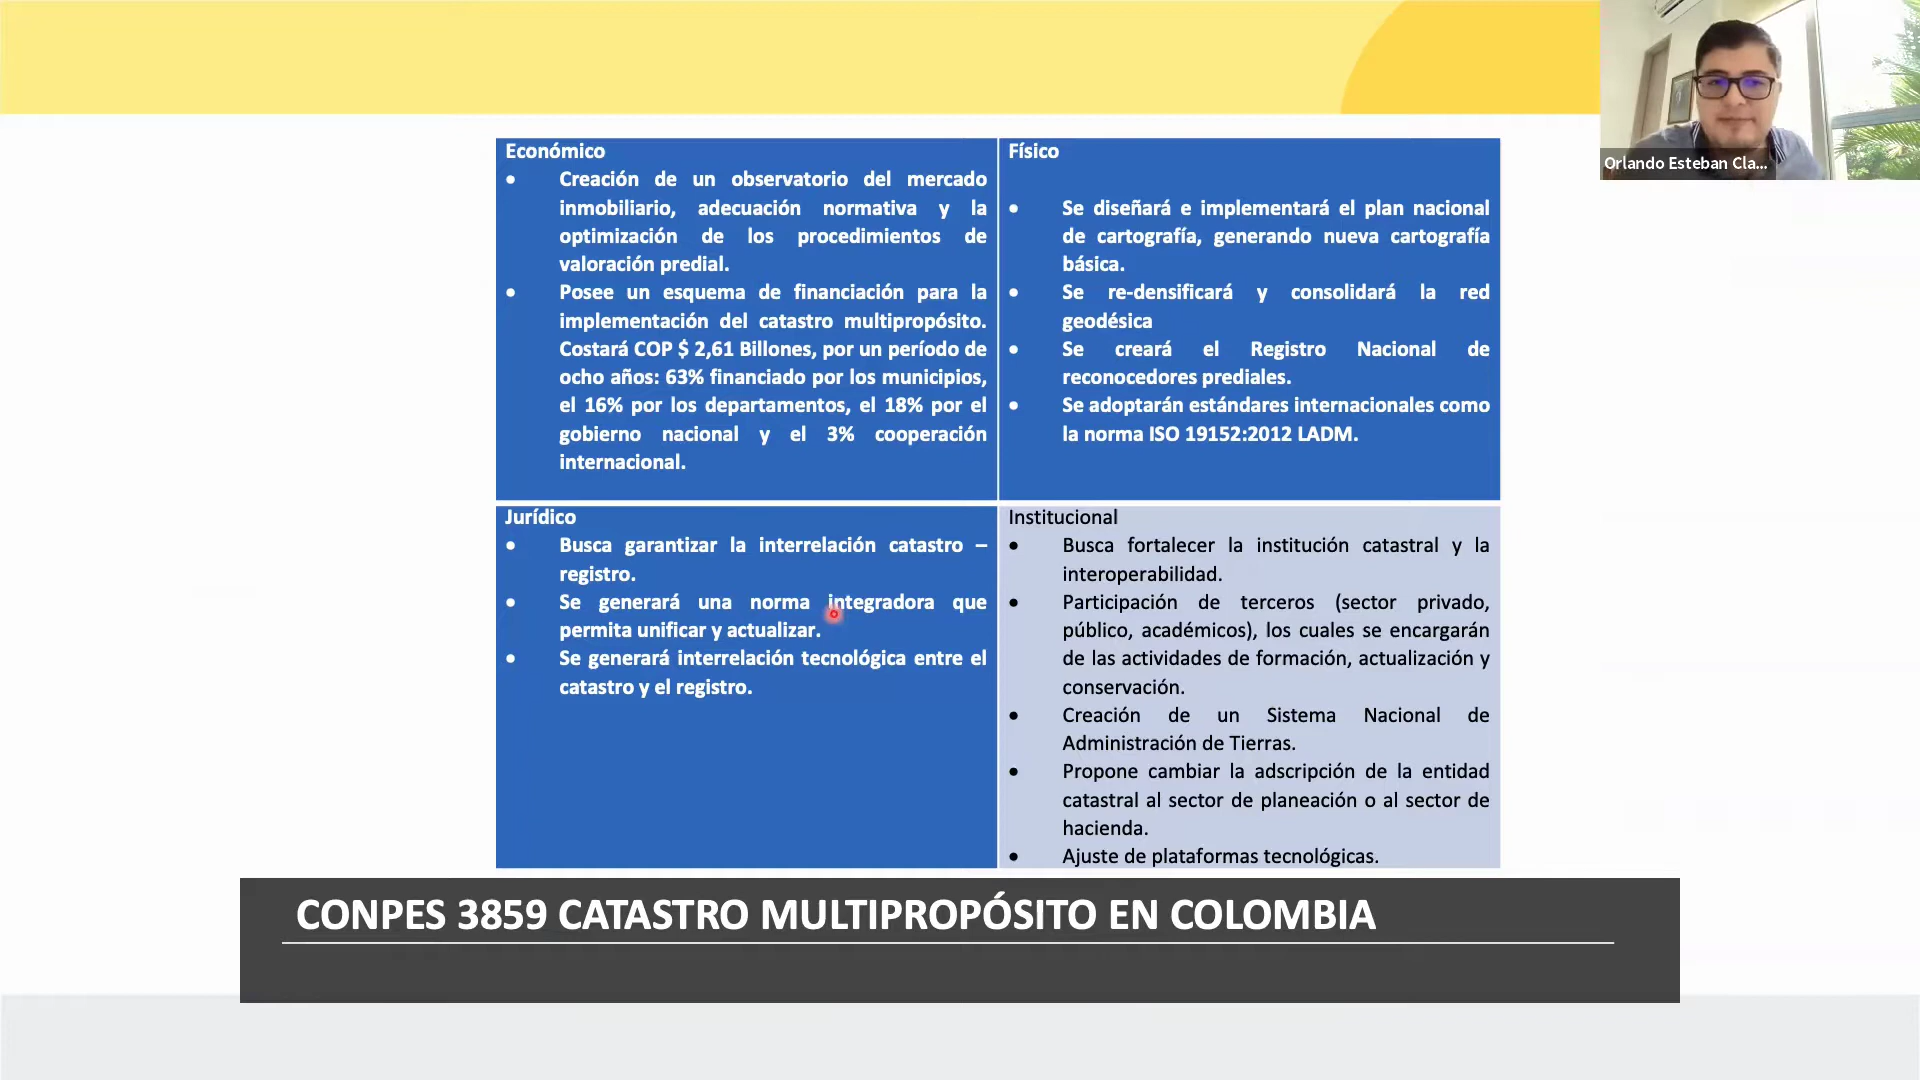 Económico
• Creación de un observatorio del mercado
inmobiliario, adecuación normativa y la
optimización de los procedimientos de
valoración predial.
• Posee un esquema de financiación para la
implementación del catastro multipropósito.
Costará COP $ 2,61 Billones, por un período de
ocho años: 63% financiado por los municipios,
el 16% por los departamentos, el 18% por el
gobierno nacional y el 3% cooperación
internacional.
Físico
• Se diseñará e implementará el plan nacional
de cartografía, generando nueva cartografía
básica.
• Se re-densificará y consolidará la red
geodésica
• Se creará el Registro Nacional de
reconocedores prediales.
• Se adoptarán estándares internacionales como
la norma ISO 19152:2012 LADM.
Jurídico
• Busca garantizar la interrelación catastro –
registro.
• Se generará una norma integradora que
permita unificar y actualizar.
• Se generará interrelación tecnológica entre el
catastro y el registro.
Institucional
• Busca fortalecer la institución catastral y la
interoperabilidad.
• Participación de terceros (sector privado,
público, académicos), los cuales se encargarán
de las actividades de formación, actualización y
conservación.
• Creación de un Sistema Nacional de
Administración de Tierras.
• Propone cambiar la adscripción de la entidad
catastral al sector de planeación o al sector de
hacienda.
• Ajuste de plataformas tecnológicas.
CONPES 3859 CATASTRO MULTIPROPÓSITO EN COLOMBIA
Orlando Esteban Cla...